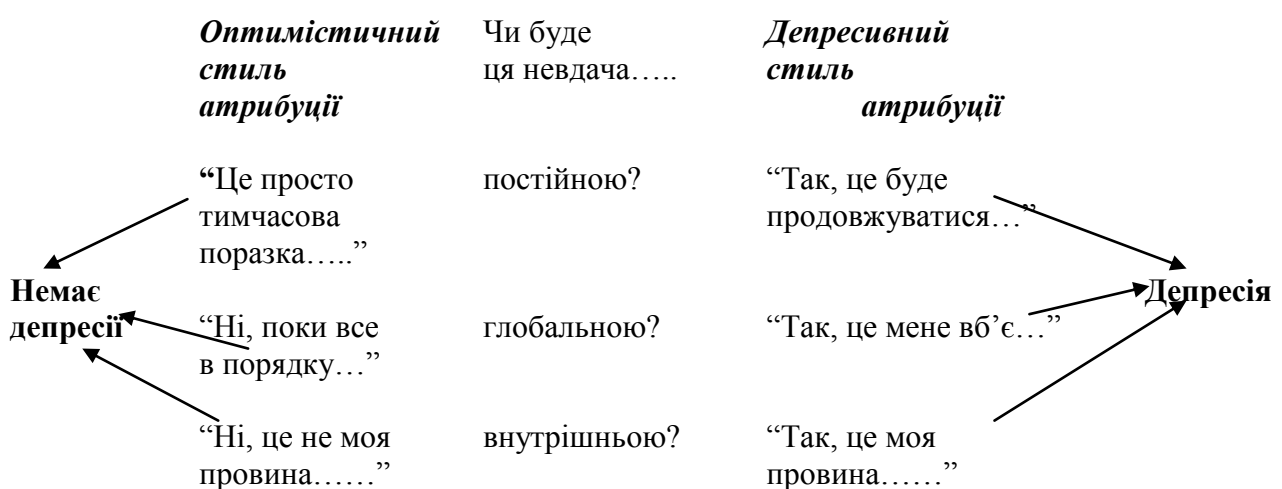 Оптимістичний Чи буде Депресивний
стиль ця невдача….. стиль
атрибуції атрибуції
“Це просто постійною? “Так, це буде
тимчасова продовжуватися…”
поразка…..”
Немає Депресія
депресії “Ні, поки все глобальною? “Так, це мене вб’є…”
в порядку…”
“Ні, це не моя внутрішньою? “Так, це моя
провина……” провина……”